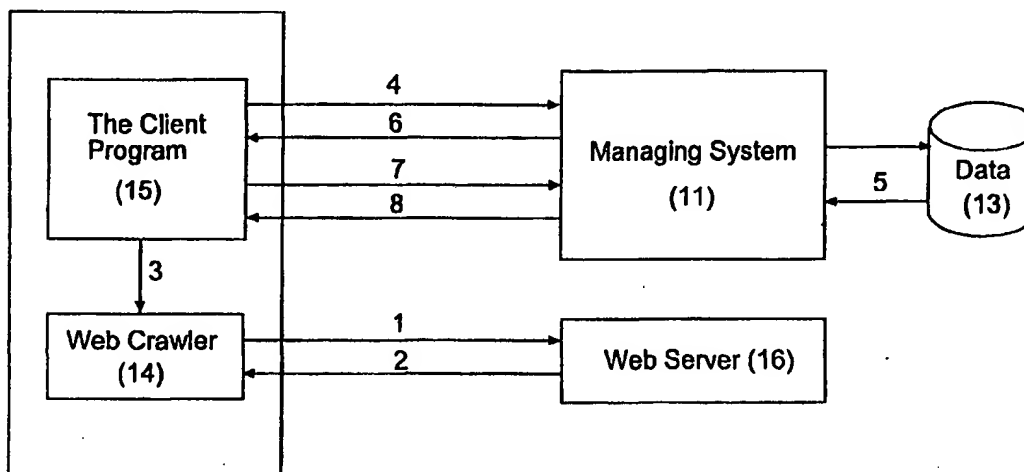 The Client
Program
(15)
4
6
7
8
Managing System
(11)
5
Data
(13)
3
Web Crawler
(14)
1
2
Web Server (16)